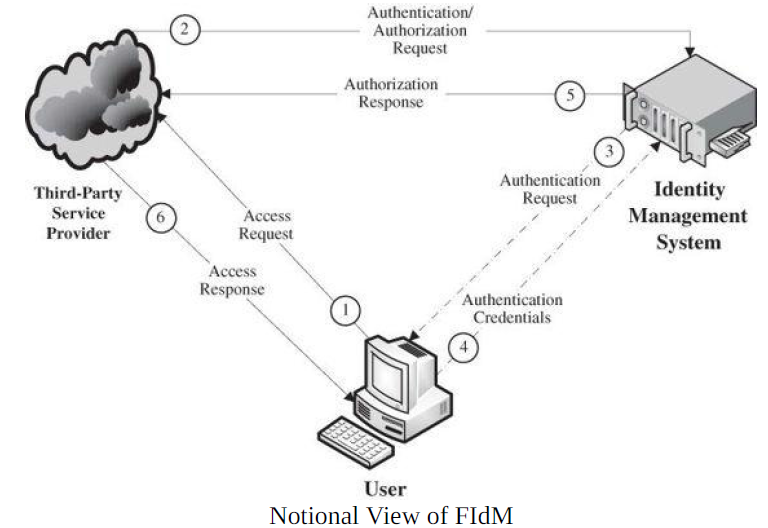 2
Authentication/
Authorization
Request
Authorization
Response
5
3
Authentication
Request
Third-Party
Service
Provider
Identity
Management
System
6
Access
Request
Access
Response
1
Authentication
Credentials
4
User
Notional View of FIdM